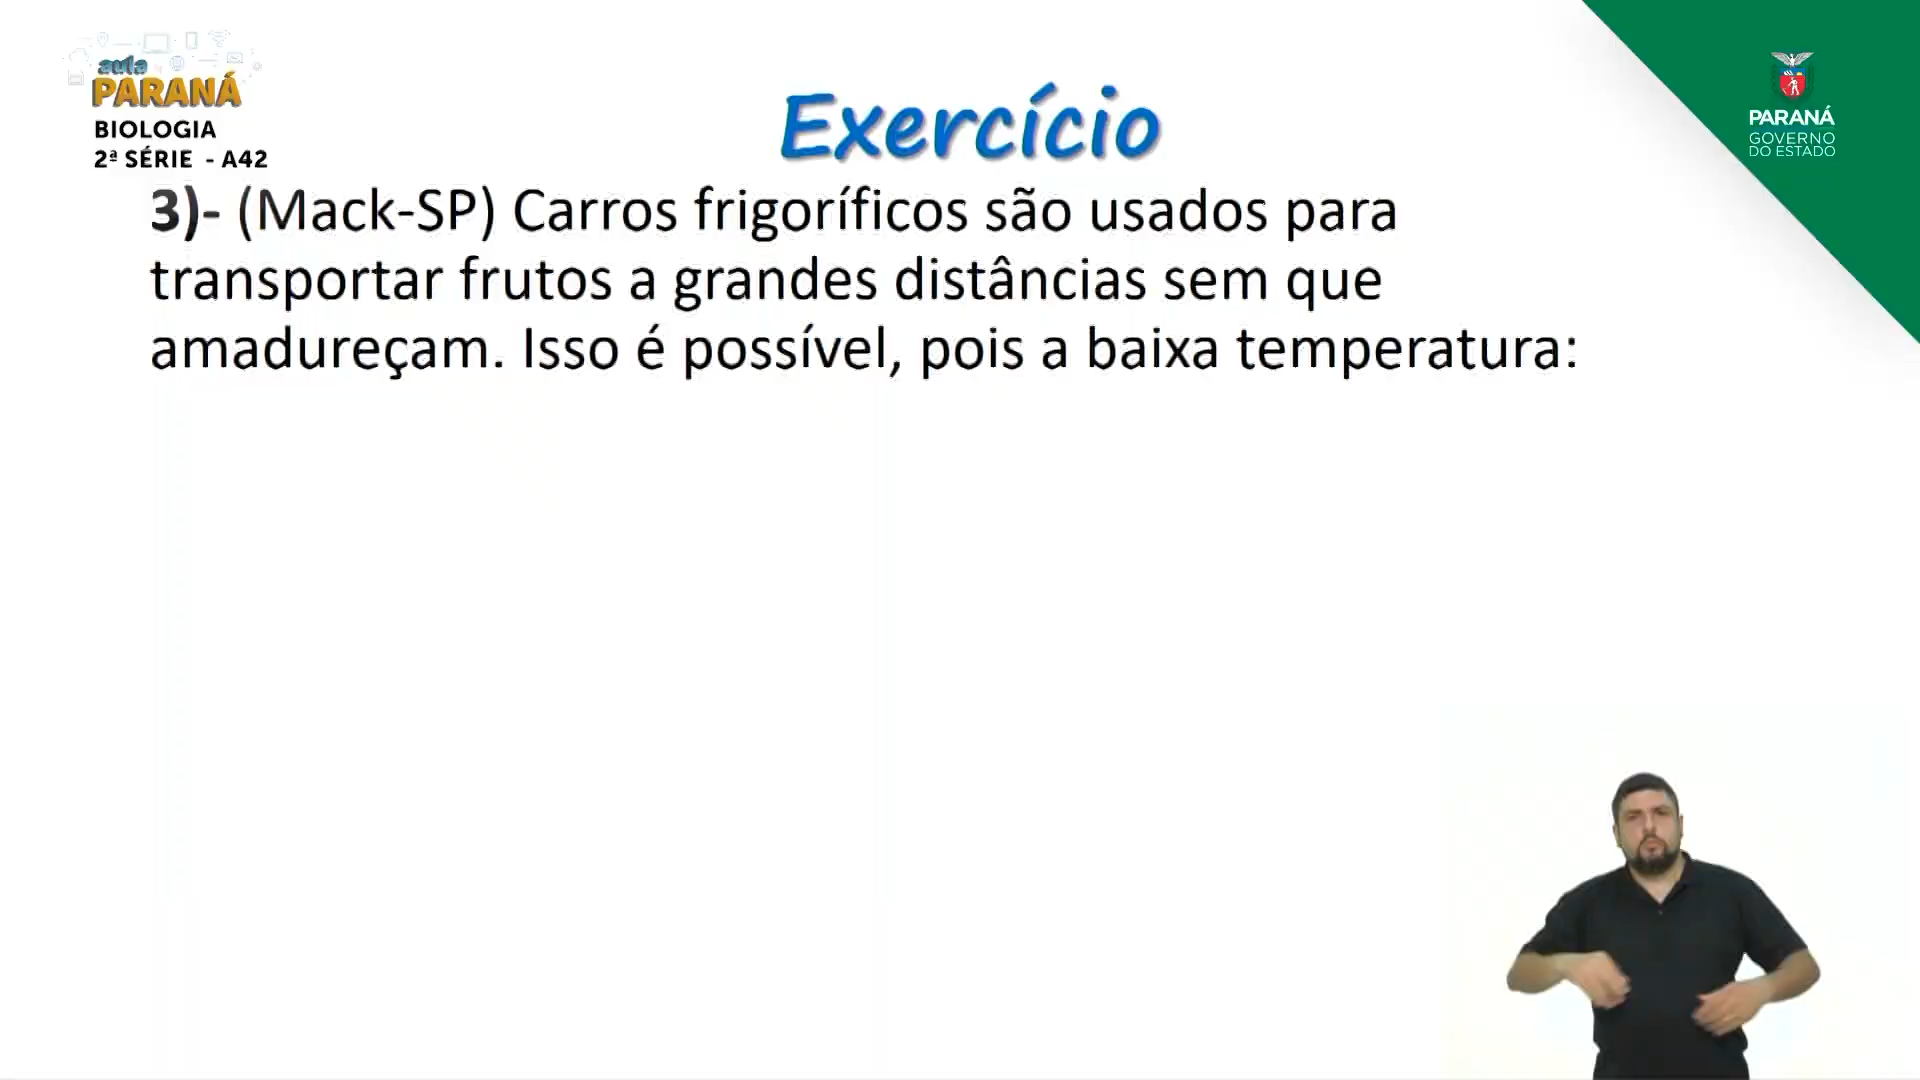 aula
PARANÁ
BIOLOGIA
2ª SÉRIE - A42
Exercício
PARANÁ
GOVERNO
DO ESTADO
3)- (Mack-SP) Carros frigoríficos são usados para
transportar frutos a grandes distâncias sem que
amadureçam. Isso é possível, pois a baixa temperatura: